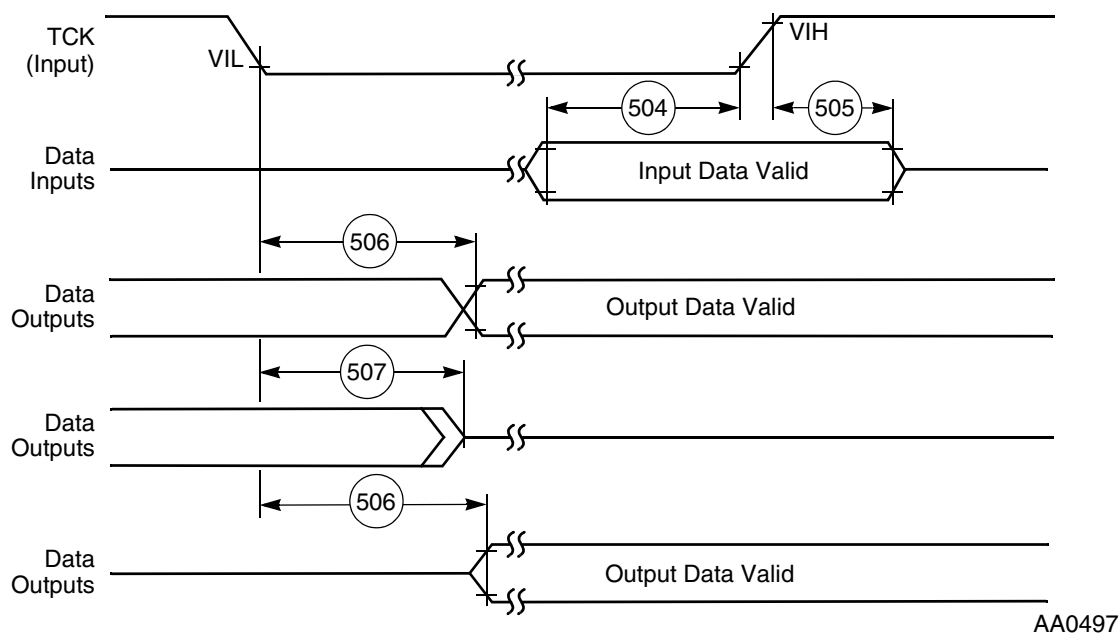 TCK
(Input)
VIL
VIH
504
505
Data
Inputs
Input Data Valid
506
Data
Outputs
Output Data Valid
507
Data
Outputs
506
Data
Outputs
Output Data Valid
AA0497